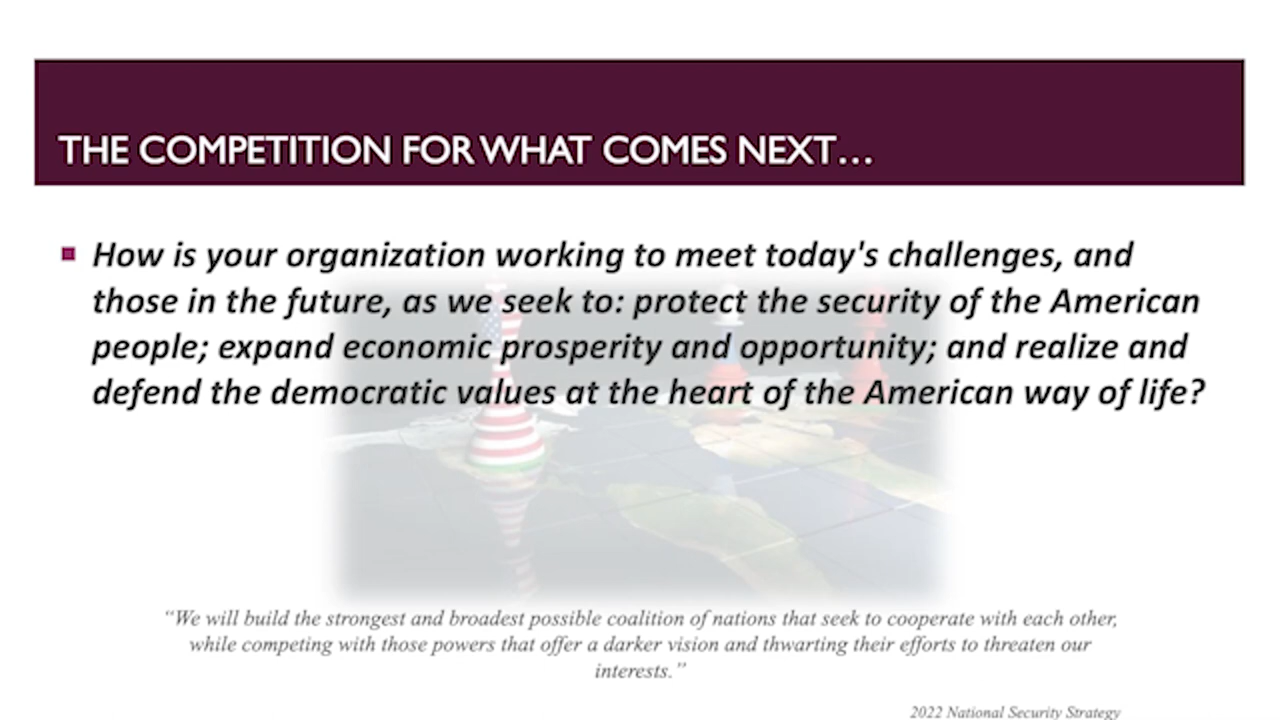 THE COMPETITION FOR WHAT COMES NEXT…
How is your organization working to meet today's challenges, and
those in the future, as we seek to: protect the security of the American
people; expand economic prosperity and opportunity; and realize and
defend the democratic values at the heart of the American way of life?
“We will build the strongest and broadest possible coalition of nations that seek to cooperate with each other,
while competing with those powers that offer a darker vision and thwarting their efforts to threaten our
interests.”
2022 National Security Strategy